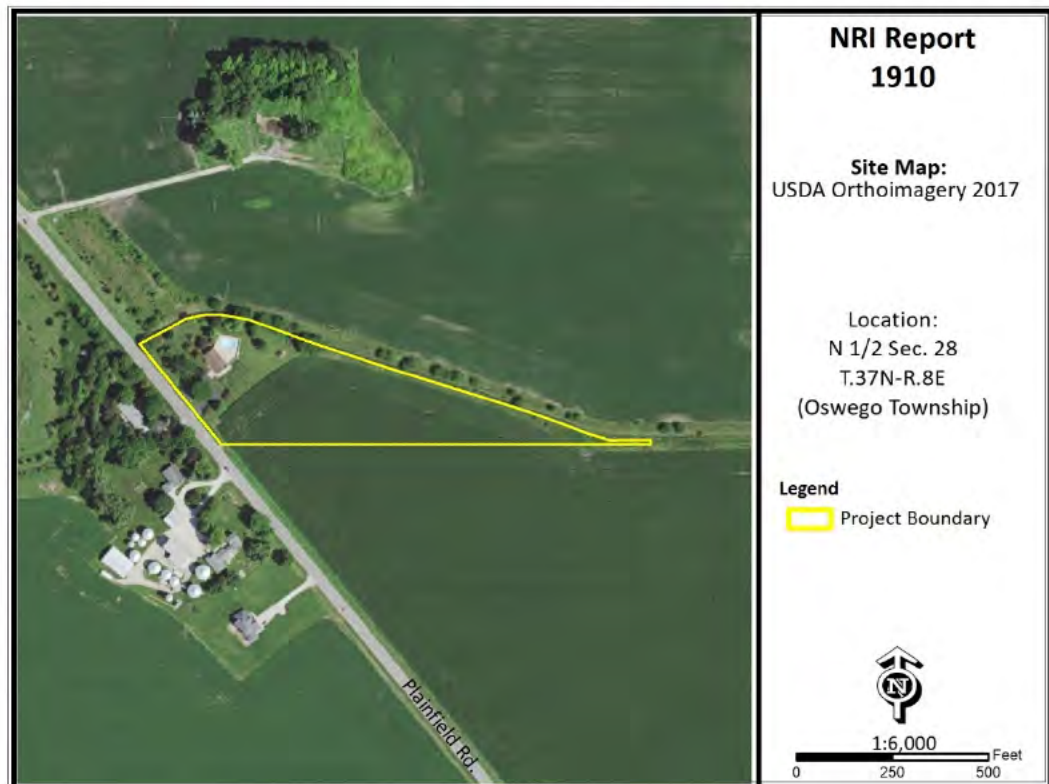 NRI Report
1910
Site Map:
USDA Orthoimagery 2017
Location:
N 1/2 Sec. 28
T.37N-R.8E
(Oswego Township)
Legend
Project Boundary
Plainfield Rd.
N
1:6,000
Feet
0 250 500